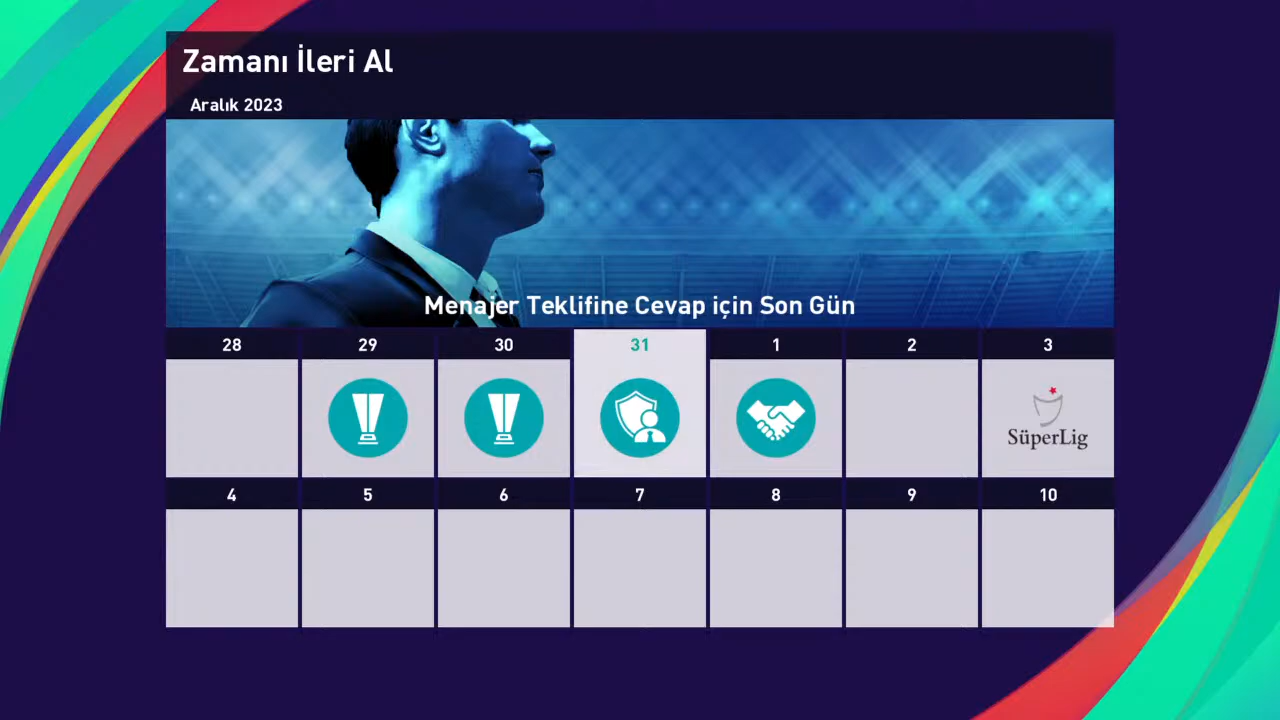 Zamanı İleri Al
Aralık 2023
Menajer Teklifine Cevap için Son Gün
28 29 30 31 1 2 3
SüperLig
4 5 6 7 8 9 10